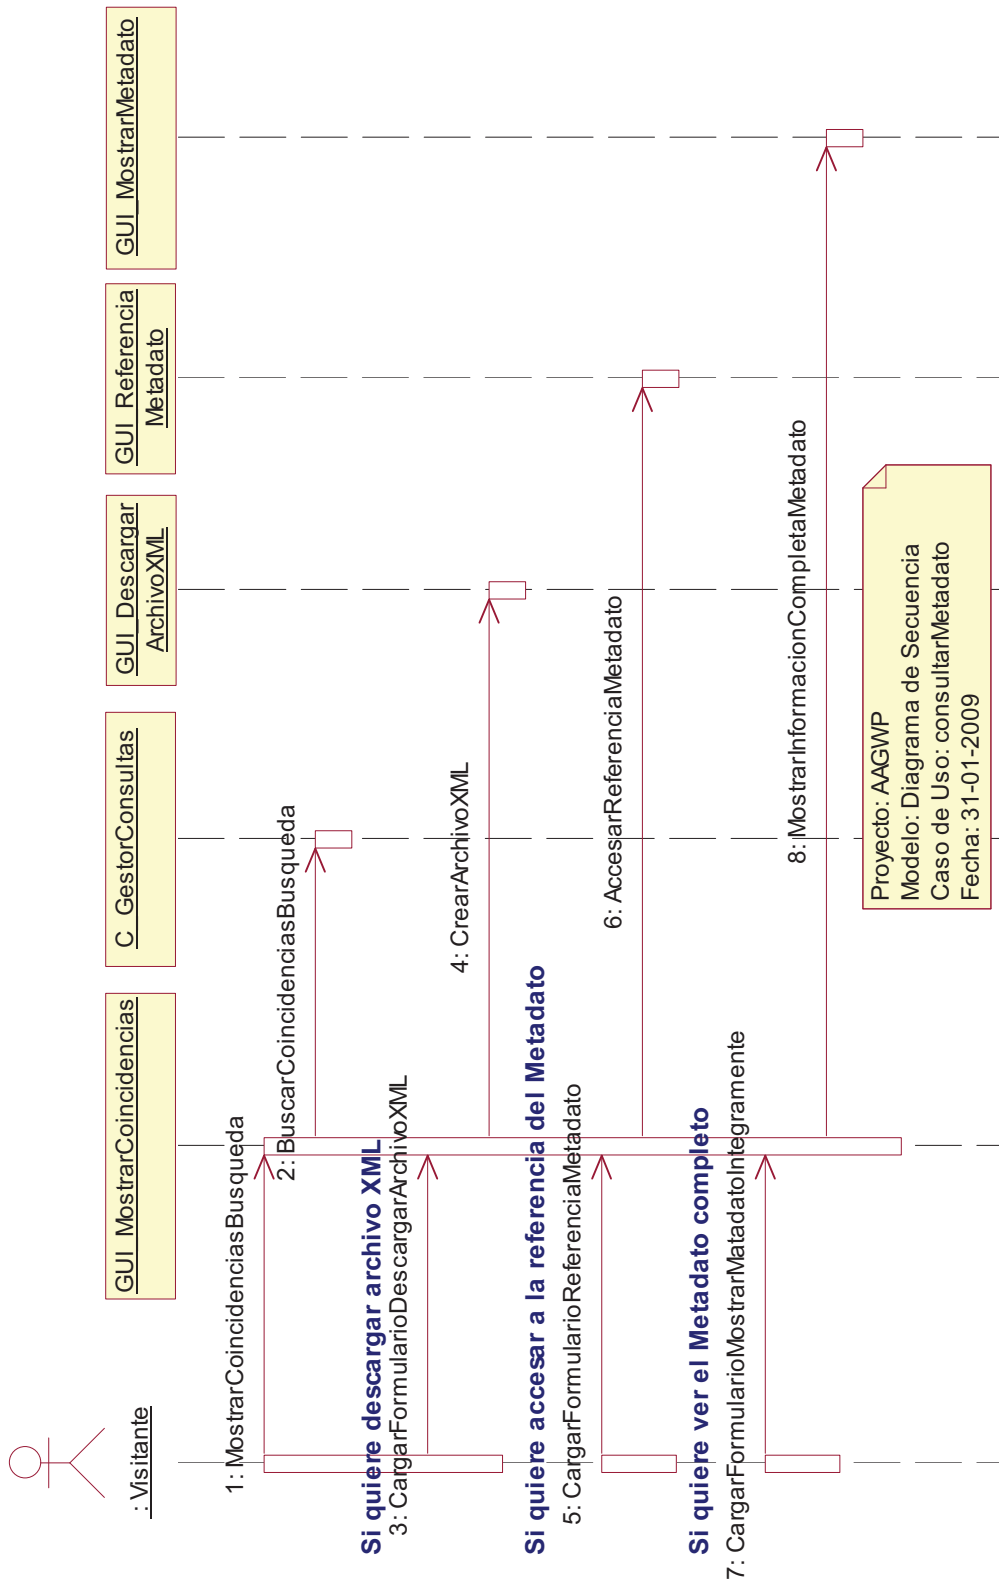 : Visitante
GUI_MostrarCoincidencias
C_GestorConsultas
GUI_Descargar
ArchivoXML
GUI_Referencia
Metadato
GUI_MostrarMetadato
1: MostrarCoincidenciasBusqueda
2: BuscarCoincidenciasBusqueda
Si quiere descargar archivo XML
3: CargarFormularioDescargarArchivoXML
4: CrearArchivoXML
Si quiere accesar a la referencia del Metadato
5: CargarFormularioReferenciaMetadato
6: AccesarReferenciaMetadato
Si quiere ver el Metadato completo
7: CargarFormularioMostrarMatadatoIntegramente
8: MostrarInformacionCompletaMetadato
Proyecto: AAGWP
Modelo: Diagrama de Secuencia
Caso de Uso: consultarMetadato
Fecha: 31-01-2009